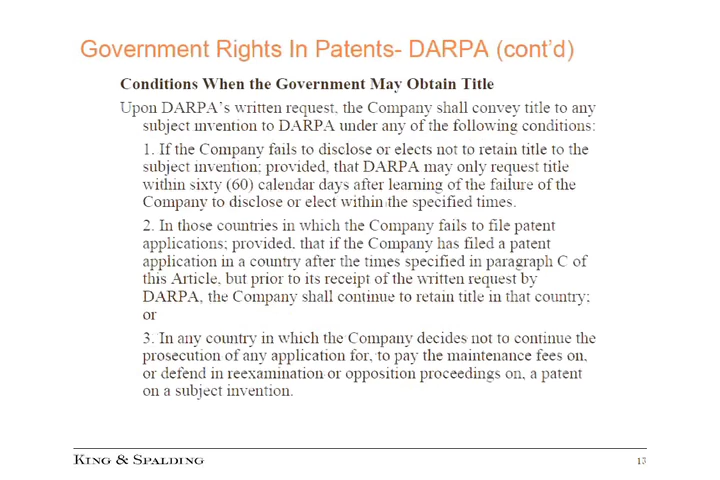 Government Rights In Patents- DARPA (cont'd)
Conditions When the Government May Obtain Title
Upon DARPA's written request, the Company shall convey title to any
subject invention to DARPA under any of the following conditions:
1. If the Company fails to disclose or elects not to retain title to the
subject invention; provided, that DARPA may only request title
within sixty (60) calendar days after learning of the failure of the
Company to disclose or elect within the specified times.
2. In those countries in which the Company fails to file patent
applications; provided, that if the Company has filed a patent
application in a country after the times specified in paragraph C of
this Article, but prior to its receipt of the written request by
DARPA, the Company shall continue to retain title in that country;
or
3. In any country in which the Company decides not to continue the
prosecution of any application for, to pay the maintenance fees on,
or defend in reexamination or opposition proceedings on, a patent
on a subject invention.
KING & SPALDING
13